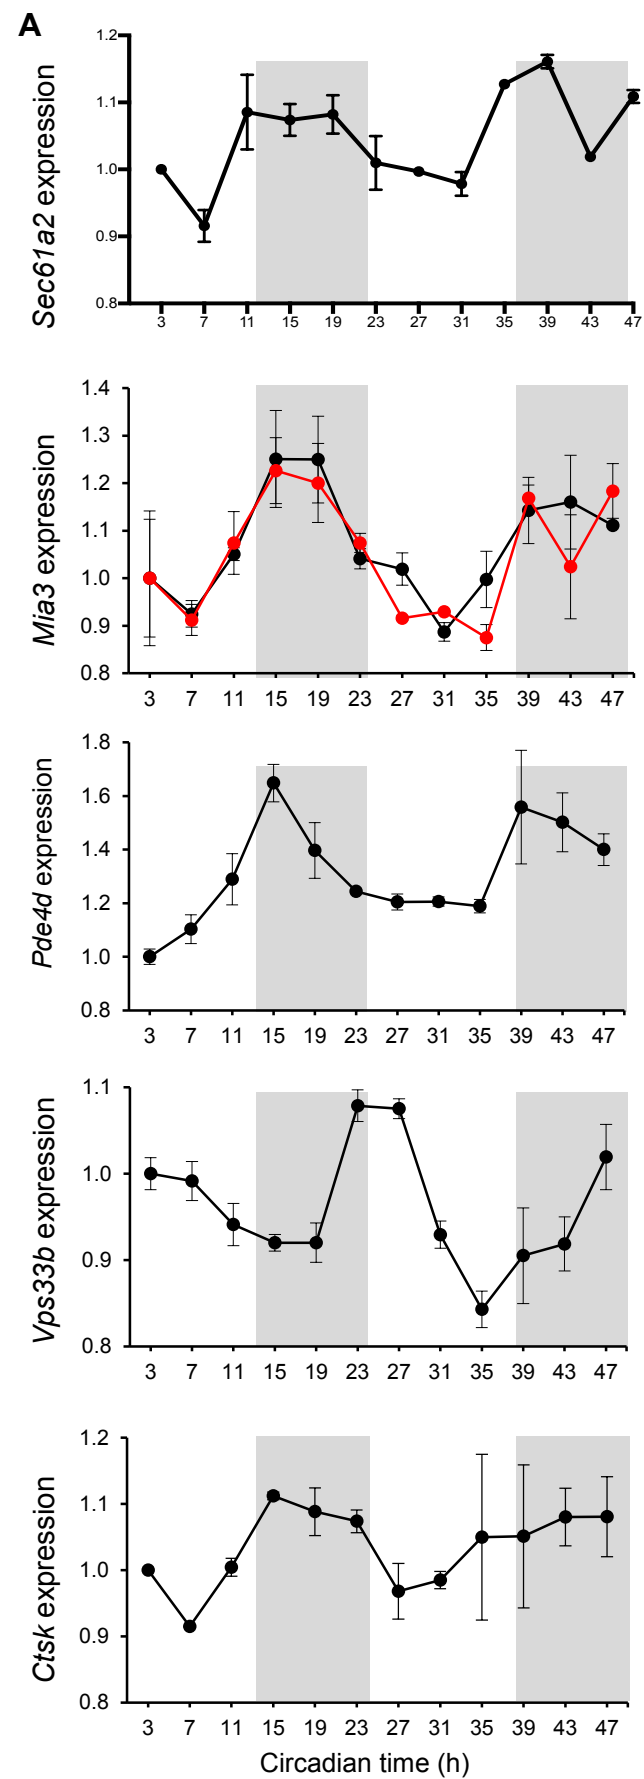 A
Sec61a2 expression
1.2
1.1
1.0
0.9
0.8
3 7 11 15 19 23 27 31 35 39 43 47
Mia3 expression
1.4
1.3
1.2
1.1
1.0
0.9
0.8
3 7 11 15 19 23 27 31 35 39 43 47
Pde4d expression
1.8
1.6
1.4
1.2
1.0
0.8
3 7 11 15 19 23 27 31 35 39 43 47
Vps33b expression
1.1
1.0
0.9
0.8
3 7 11 15 19 23 27 31 35 39 43 47
Ctsk expression
1.2
1.1
1.0
0.9
0.8
3 7 11 15 19 23 27 31 35 39 43 47
Circadian time (h)